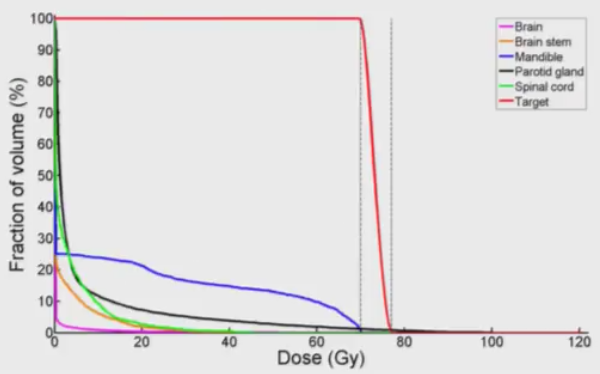 100
90
80
70
60
50
40
30
20
10
0
Fraction of volume (%)
0 20 40 60 80 100 120
Dose (Gy)
Brain
Brain stem
Mandible
Parotid gland
Spinal cord
Target